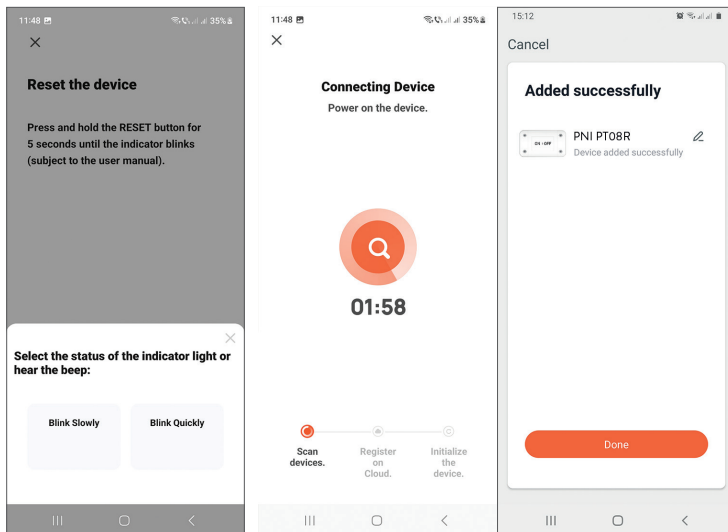 11:48
35%
Reset the device
Press and hold the RESET button for
5 seconds until the indicator blinks
(subject to the user manual).
Select the status of the indicator light or
hear the beep:
Blink Slowly
Blink Quickly
11:48
35%
Connecting Device
Power on the device.
01:58
Scan
devices.
Register
on
Cloud.
Initialize
the
device.
15:12
Cancel
Added successfully
ON / OFF
PNI PT08R
Device added successfully
Done